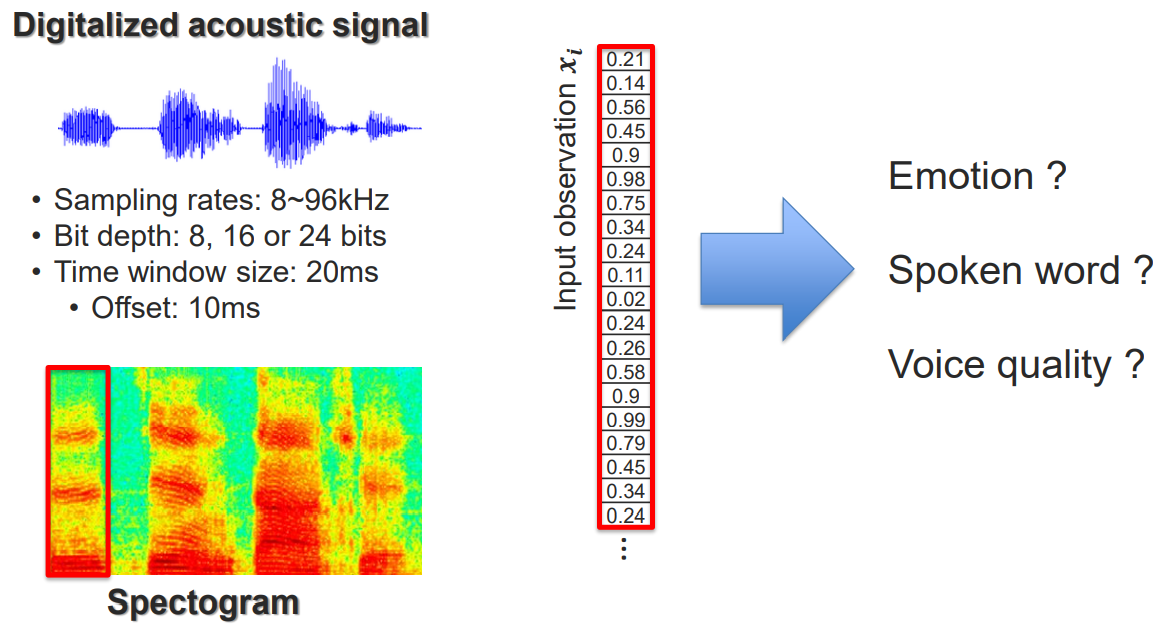 Digitalized acoustic signal
• Sampling rates: 8~96kHz
• Bit depth: 8, 16 or 24 bits
• Time window size: 20ms
• Offset: 10ms
Spectogram
Input observation xᵢ
0.21
0.14
0.56
0.45
0.9
0.98
0.75
0.34
0.24
0.11
0.02
0.24
0.26
0.58
0.9
0.99
0.79
0.45
0.34
0.24
...
Emotion ?
Spoken word ?
Voice quality ?